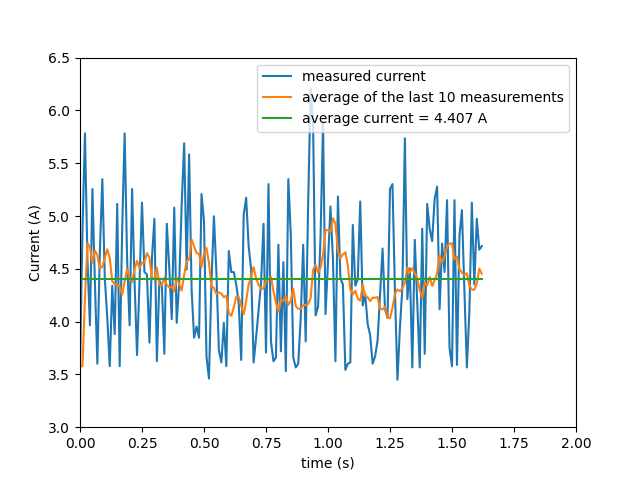 6.5
6.0
5.5
5.0
4.5
4.0
3.5
3.0
Current (A)
measured current
average of the last 10 measurements
average current = 4.407 A
0.00 0.25 0.50 0.75 1.00 1.25 1.50 1.75 2.00
time (s)